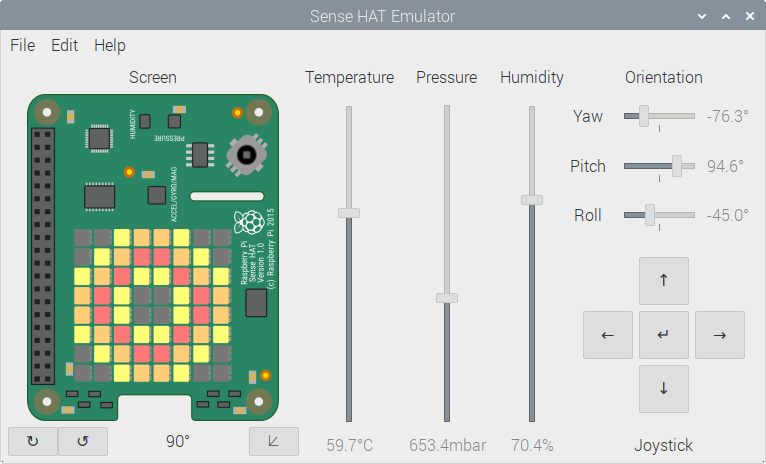 Sense HAT Emulator
File Edit Help
Screen
Temperature
Pressure
Humidity
Orientation
HUMIDITY
PRESSURE
ACCEL/GYRO/MAG
Raspberry Pi
Sense HAT
Version 1.0
(c) Raspberry Pi 2015
Yaw -76.3°
Pitch 94.6°
Roll -45.0°
↑
← ↵ →
↓
↻ ↺ 90°
59.7°C
653.4mbar
70.4%
Joystick